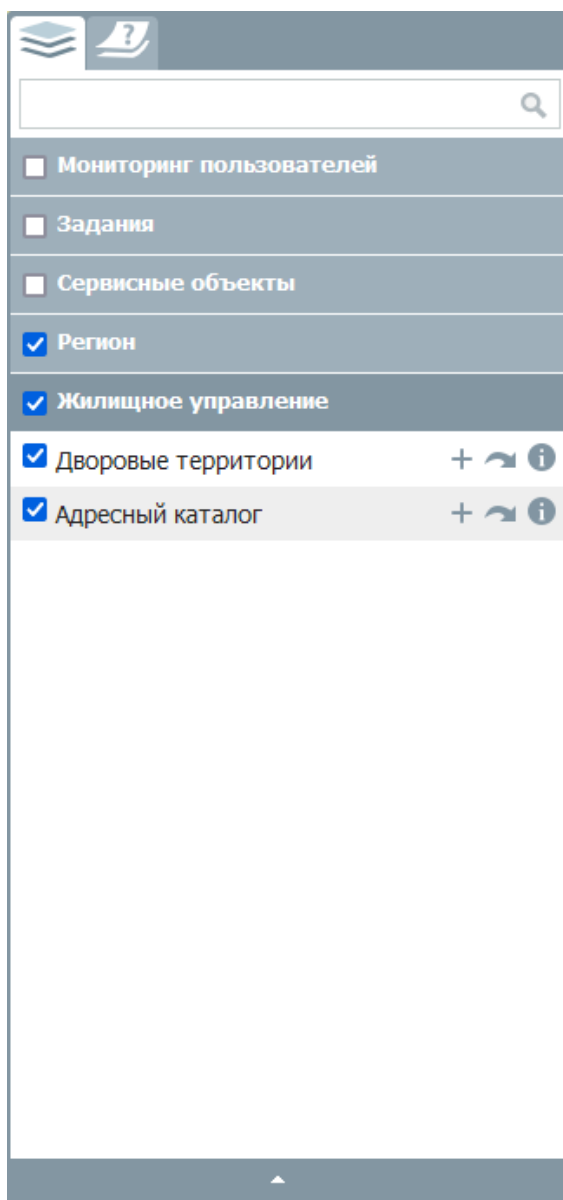 ?
Мониторинг пользователей
Задания
Сервисные объекты
Регион
Жилищное управление
Дворовые территории
Адресный каталог